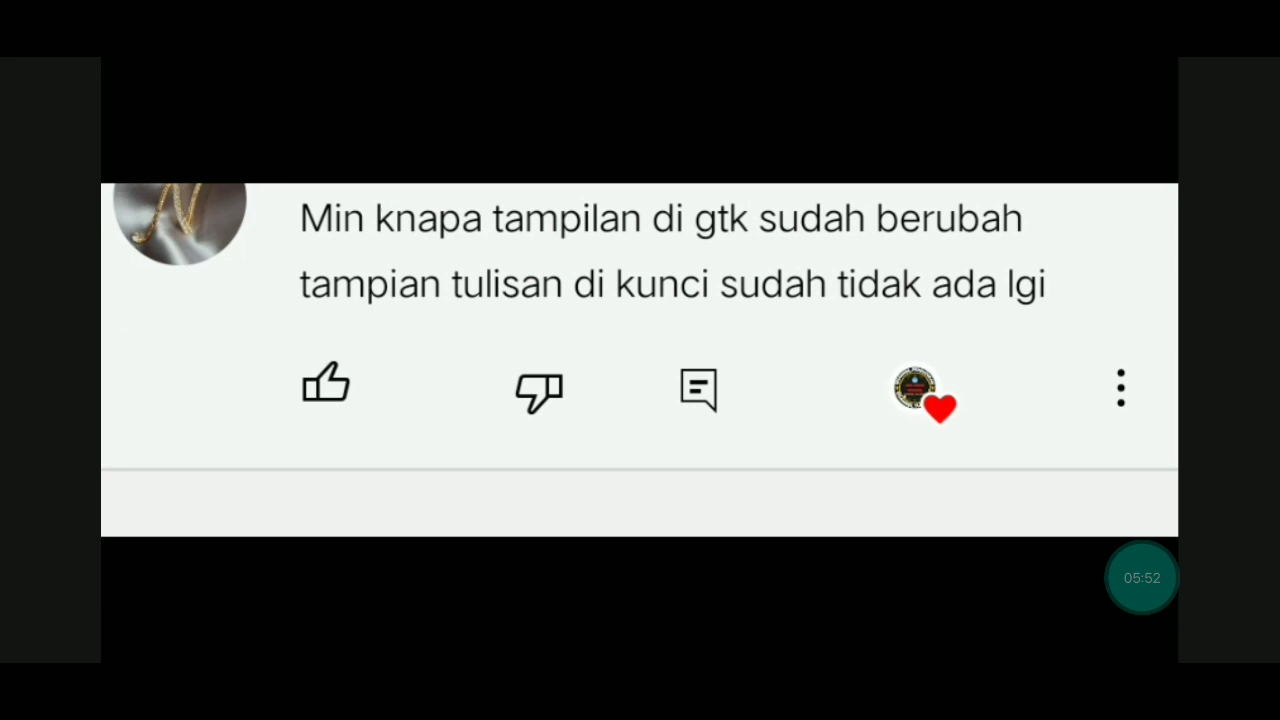 Min knapa tampilan di gtk sudah berubah
tampian tulisan di kunci sudah tidak ada lgi
05:52